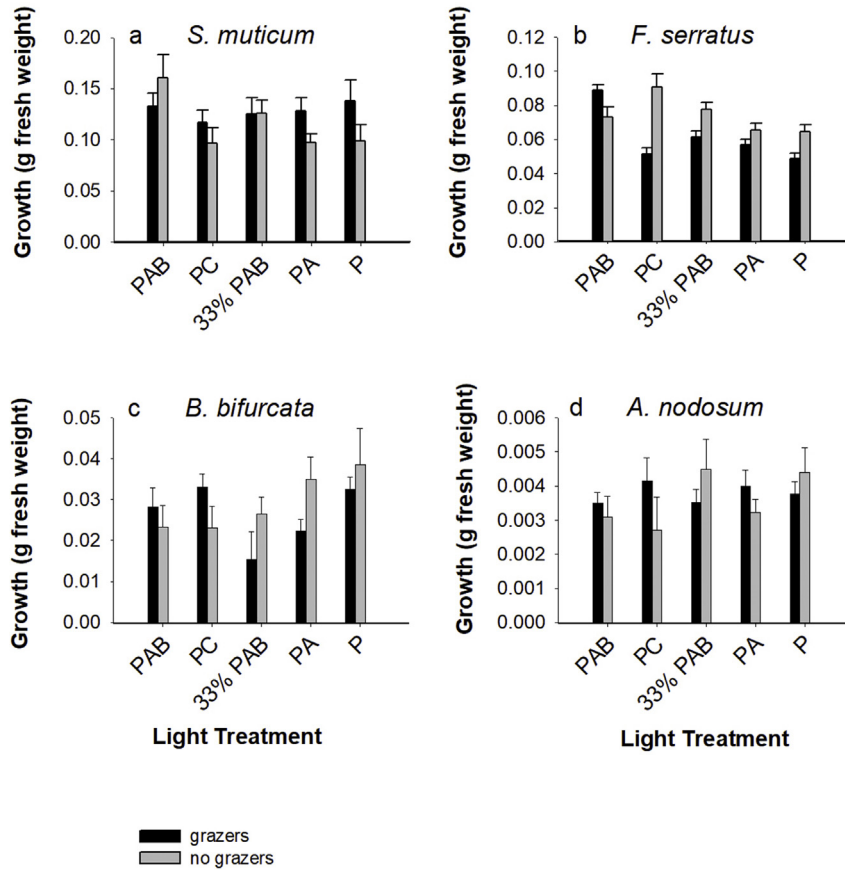 a S. muticum
Growth (g fresh weight)
0.20
0.15
0.10
0.05
0.00
PAB
PC
33% PAB
PA
P
b F. serratus
Growth (g fresh weight)
0.12
0.10
0.08
0.06
0.04
0.02
0.00
PAB
PC
33% PAB
PA
P
c B. bifurcata
Growth (g fresh weight)
0.05
0.04
0.03
0.02
0.01
0.00
PAB
PC
33% PAB
PA
P
Light Treatment
d A. nodosum
Growth (g fresh weight)
0.006
0.005
0.004
0.003
0.002
0.001
0.000
PAB
PC
33% PAB
PA
P
Light Treatment
grazers
no grazers